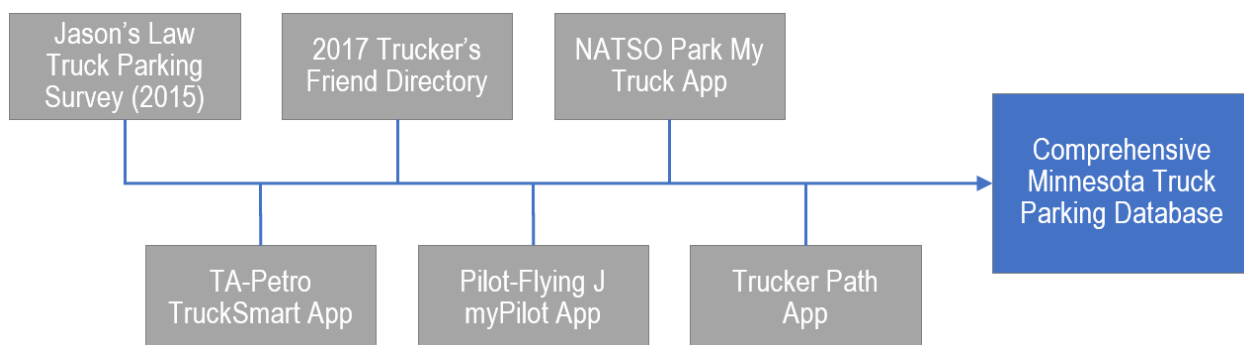 Jason’s Law
Truck Parking
Survey (2015)
2017 Trucker’s
Friend Directory
NATSO Park My
Truck App
Comprehensive
Minnesota Truck
Parking Database
TA-Petro
TruckSmart App
Pilot-Flying J
myPilot App
Trucker Path
App